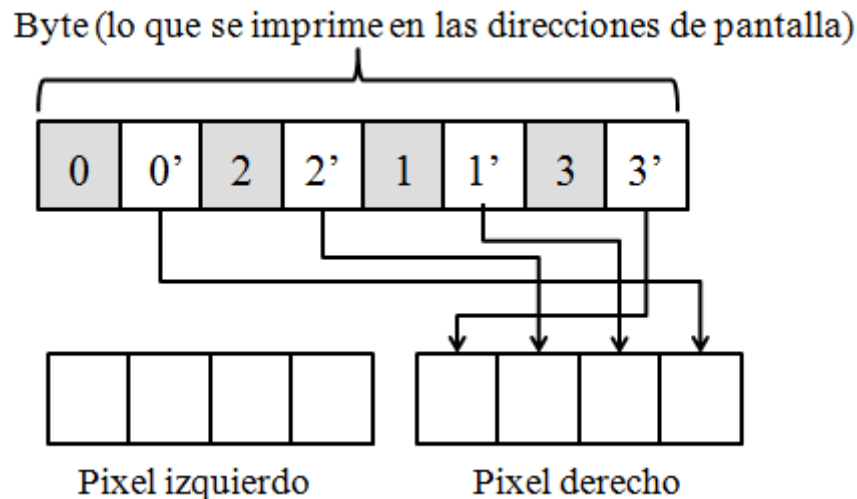 Byte (lo que se imprime en las direcciones de pantalla)
0 0’ 2 2’ 1 1’ 3 3’
Pixel izquierdo Pixel derecho